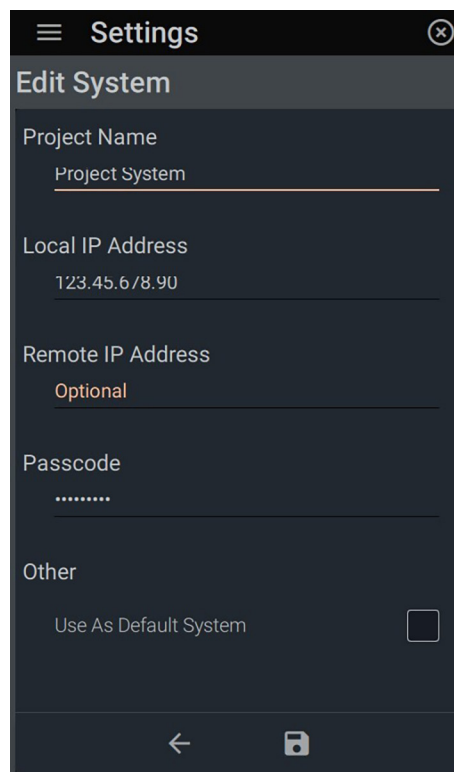 Settings
Edit System
Project Name
Project System
Local IP Address
123.45.678.90
Remote IP Address
Optional
Passcode
•••••••••
Other
Use As Default System